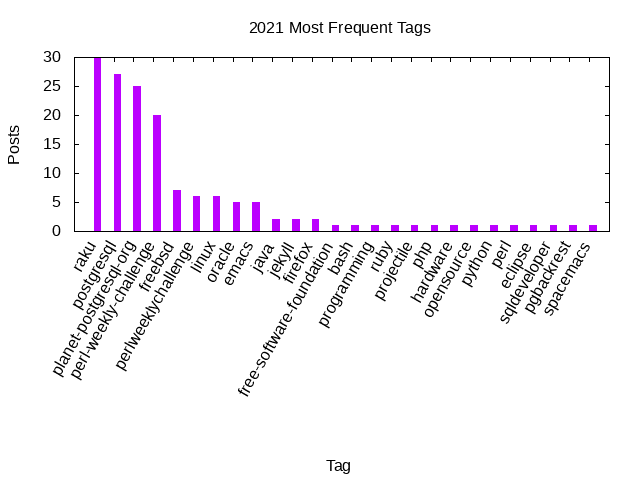 2021 Most Frequent Tags
Posts
30
25
20
15
10
5
0
raku
postgresql
planet-postgresql-org
perl-weekly-challenge
freebsd
perlweeklychallenge
linux
oracle
emacs
java
jekyll
firefox
free-software-foundation
bash
programming
ruby
projectile
php
hardware
opensource
python
perl
eclipse
sqldeveloper
pgbackrest
spacemacs
Tag